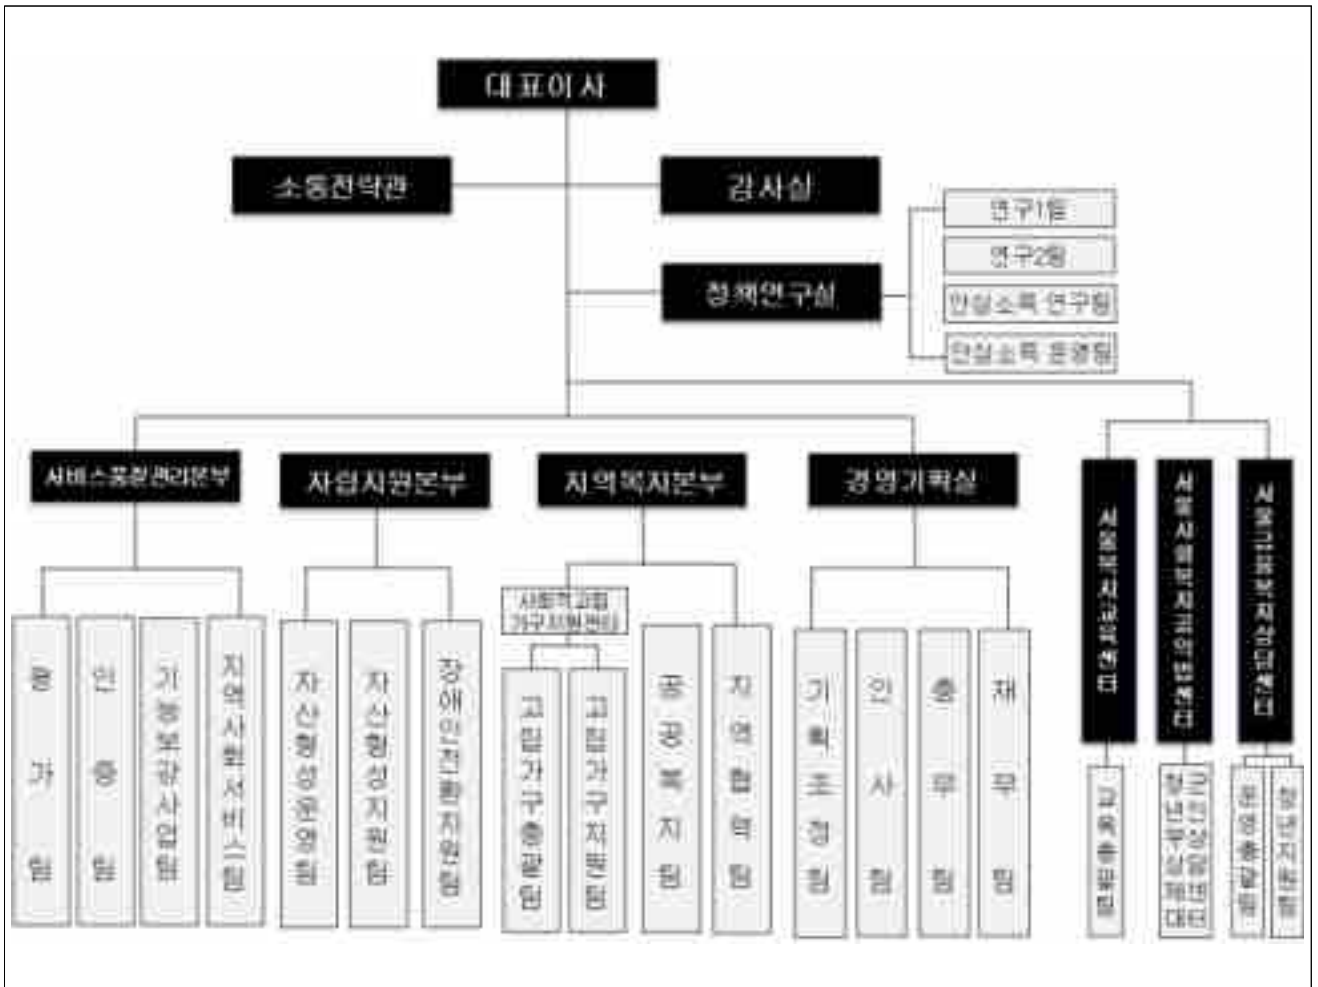 대표이사
소통전략관
감사실
연구1팀
연구2팀
정책연구실
안심소득 연구팀
안심소득 운영팀
서비스품질관리본부
자립지원본부
지역복지본부
경영기획실
서울복지교육센터
서울시복지공익법센터
서울금융복지상담센터
사회적고립
가구지원센터
평가팀
인증팀
기능보강사업팀
지역사회서비스팀
자산형성운영팀
자산형성지원팀
장애인전환지원팀
고립가구총괄팀
고립가구지원팀
공공복지팀
지역협력팀
기획조정팀
인사팀
총무팀
재무팀
교육총괄팀
청년부상제대
군인상담센터
운영총괄팀
청년지원팀